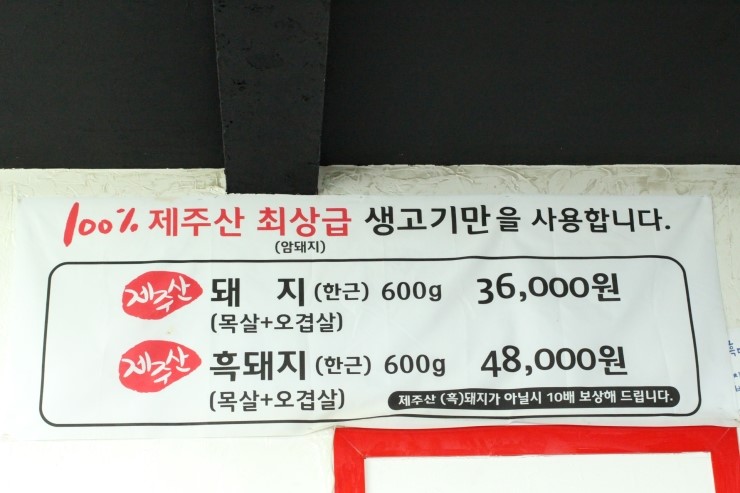 100% 제주산 최상급 생고기만을 사용합니다.
(암돼지)
제주산 돼 지 (한근) 600g 36,000원
(목살+오겹살)
제주산 흑돼지 (한근) 600g 48,000원
(목살+오겹살) 제주산 (흑)돼지가 아닐시 10배 보상해 드립니다.